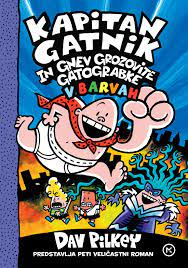 KAPITAN
GATNIK
IN GNEV GROZOVITE
GATOGRABKE
V BARVAH
DAV PILKEY
PREDSTAVLJA PETI VELIČASTNI ROMAN
M